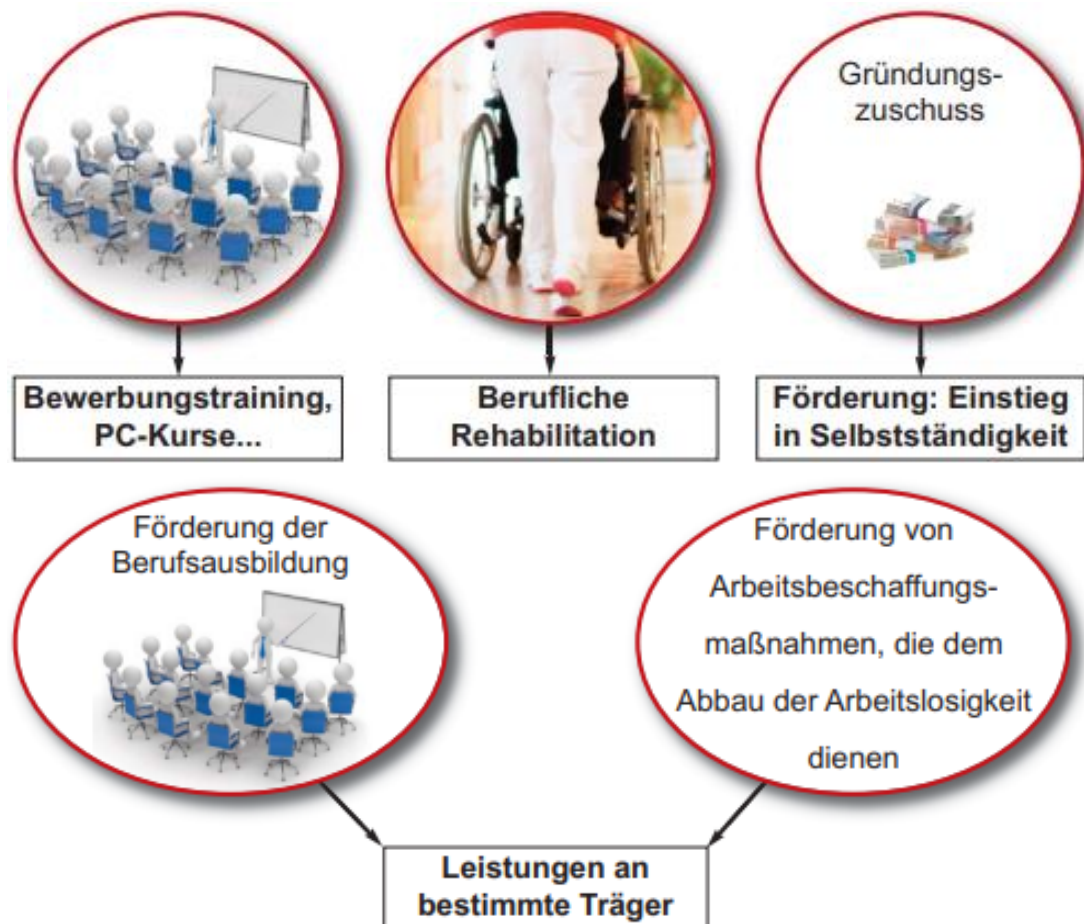 Gründungs-
zuschuss
Bewerbungstraining,
PC-Kurse...
Berufliche
Rehabilitation
Förderung: Einstieg
in Selbstständigkeit
Förderung der
Berufsausbildung
Förderung von
Arbeitsbeschaffungs-
maßnahmen, die dem
Abbau der Arbeitslosigkeit
dienen
Leistungen an
bestimmte Träger